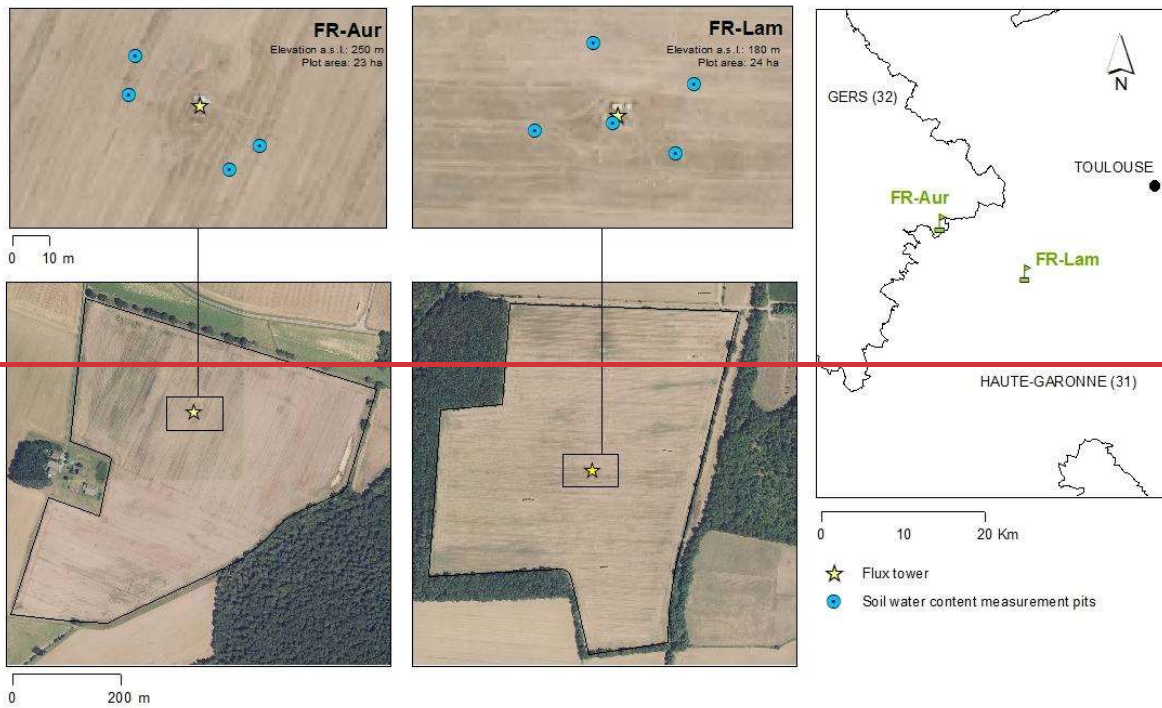 FR-Aur
Elevation a.s.l.: 250 m
Plot area: 23 ha
FR-Lam
Elevation a.s.l.: 180 m
Plot area: 24 ha
0 10 m
GERS (32)
N
TOULOUSE
FR-Aur
FR-Lam
HAUTE-GARONNE (31)
0 10 20 Km
Flux tower
Soil water content measurement pits
0 200 m